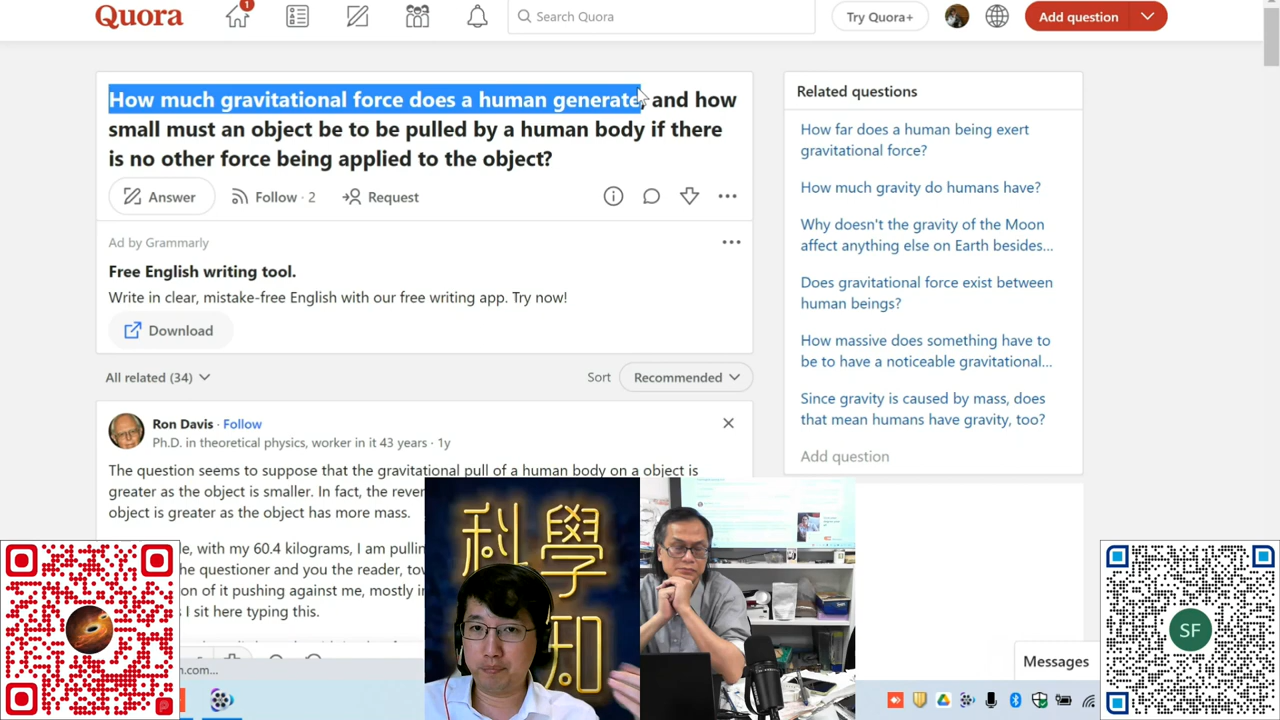 Quora
1
Search Quora
Try Quora+
Add question
How much gravitational force does a human generate, and how
small must an object be to be pulled by a human body if there
is no other force being applied to the object?
Answer
Follow · 2
Request
Ad by Grammarly
Free English writing tool.
Write in clear, mistake-free English with our free writing app. Try now!
Download
All related (34)
Sort
Recommended
Ron Davis · Follow
Ph.D. in theoretical physics, worker in it 43 years · 1y
The question seems to suppose that the gravitational pull of a human body on a object is
greater as the object is smaller. In fact, the rever
object is greater as the object has more mass.
e, with my 60.4 kilograms, I am pullin
he questioner and you the reader, tov
on of it pushing against me, mostly in
I sit here typing this.
Related questions
How far does a human being exert
gravitational force?
How much gravity do humans have?
Why doesn't the gravity of the Moon
affect anything else on Earth besides...
Does gravitational force exist between
human beings?
How massive does something have to
be to have a noticeable gravitational...
Since gravity is caused by mass, does
that mean humans have gravity, too?
Add question
科學
知
SF
Messages
m.com...